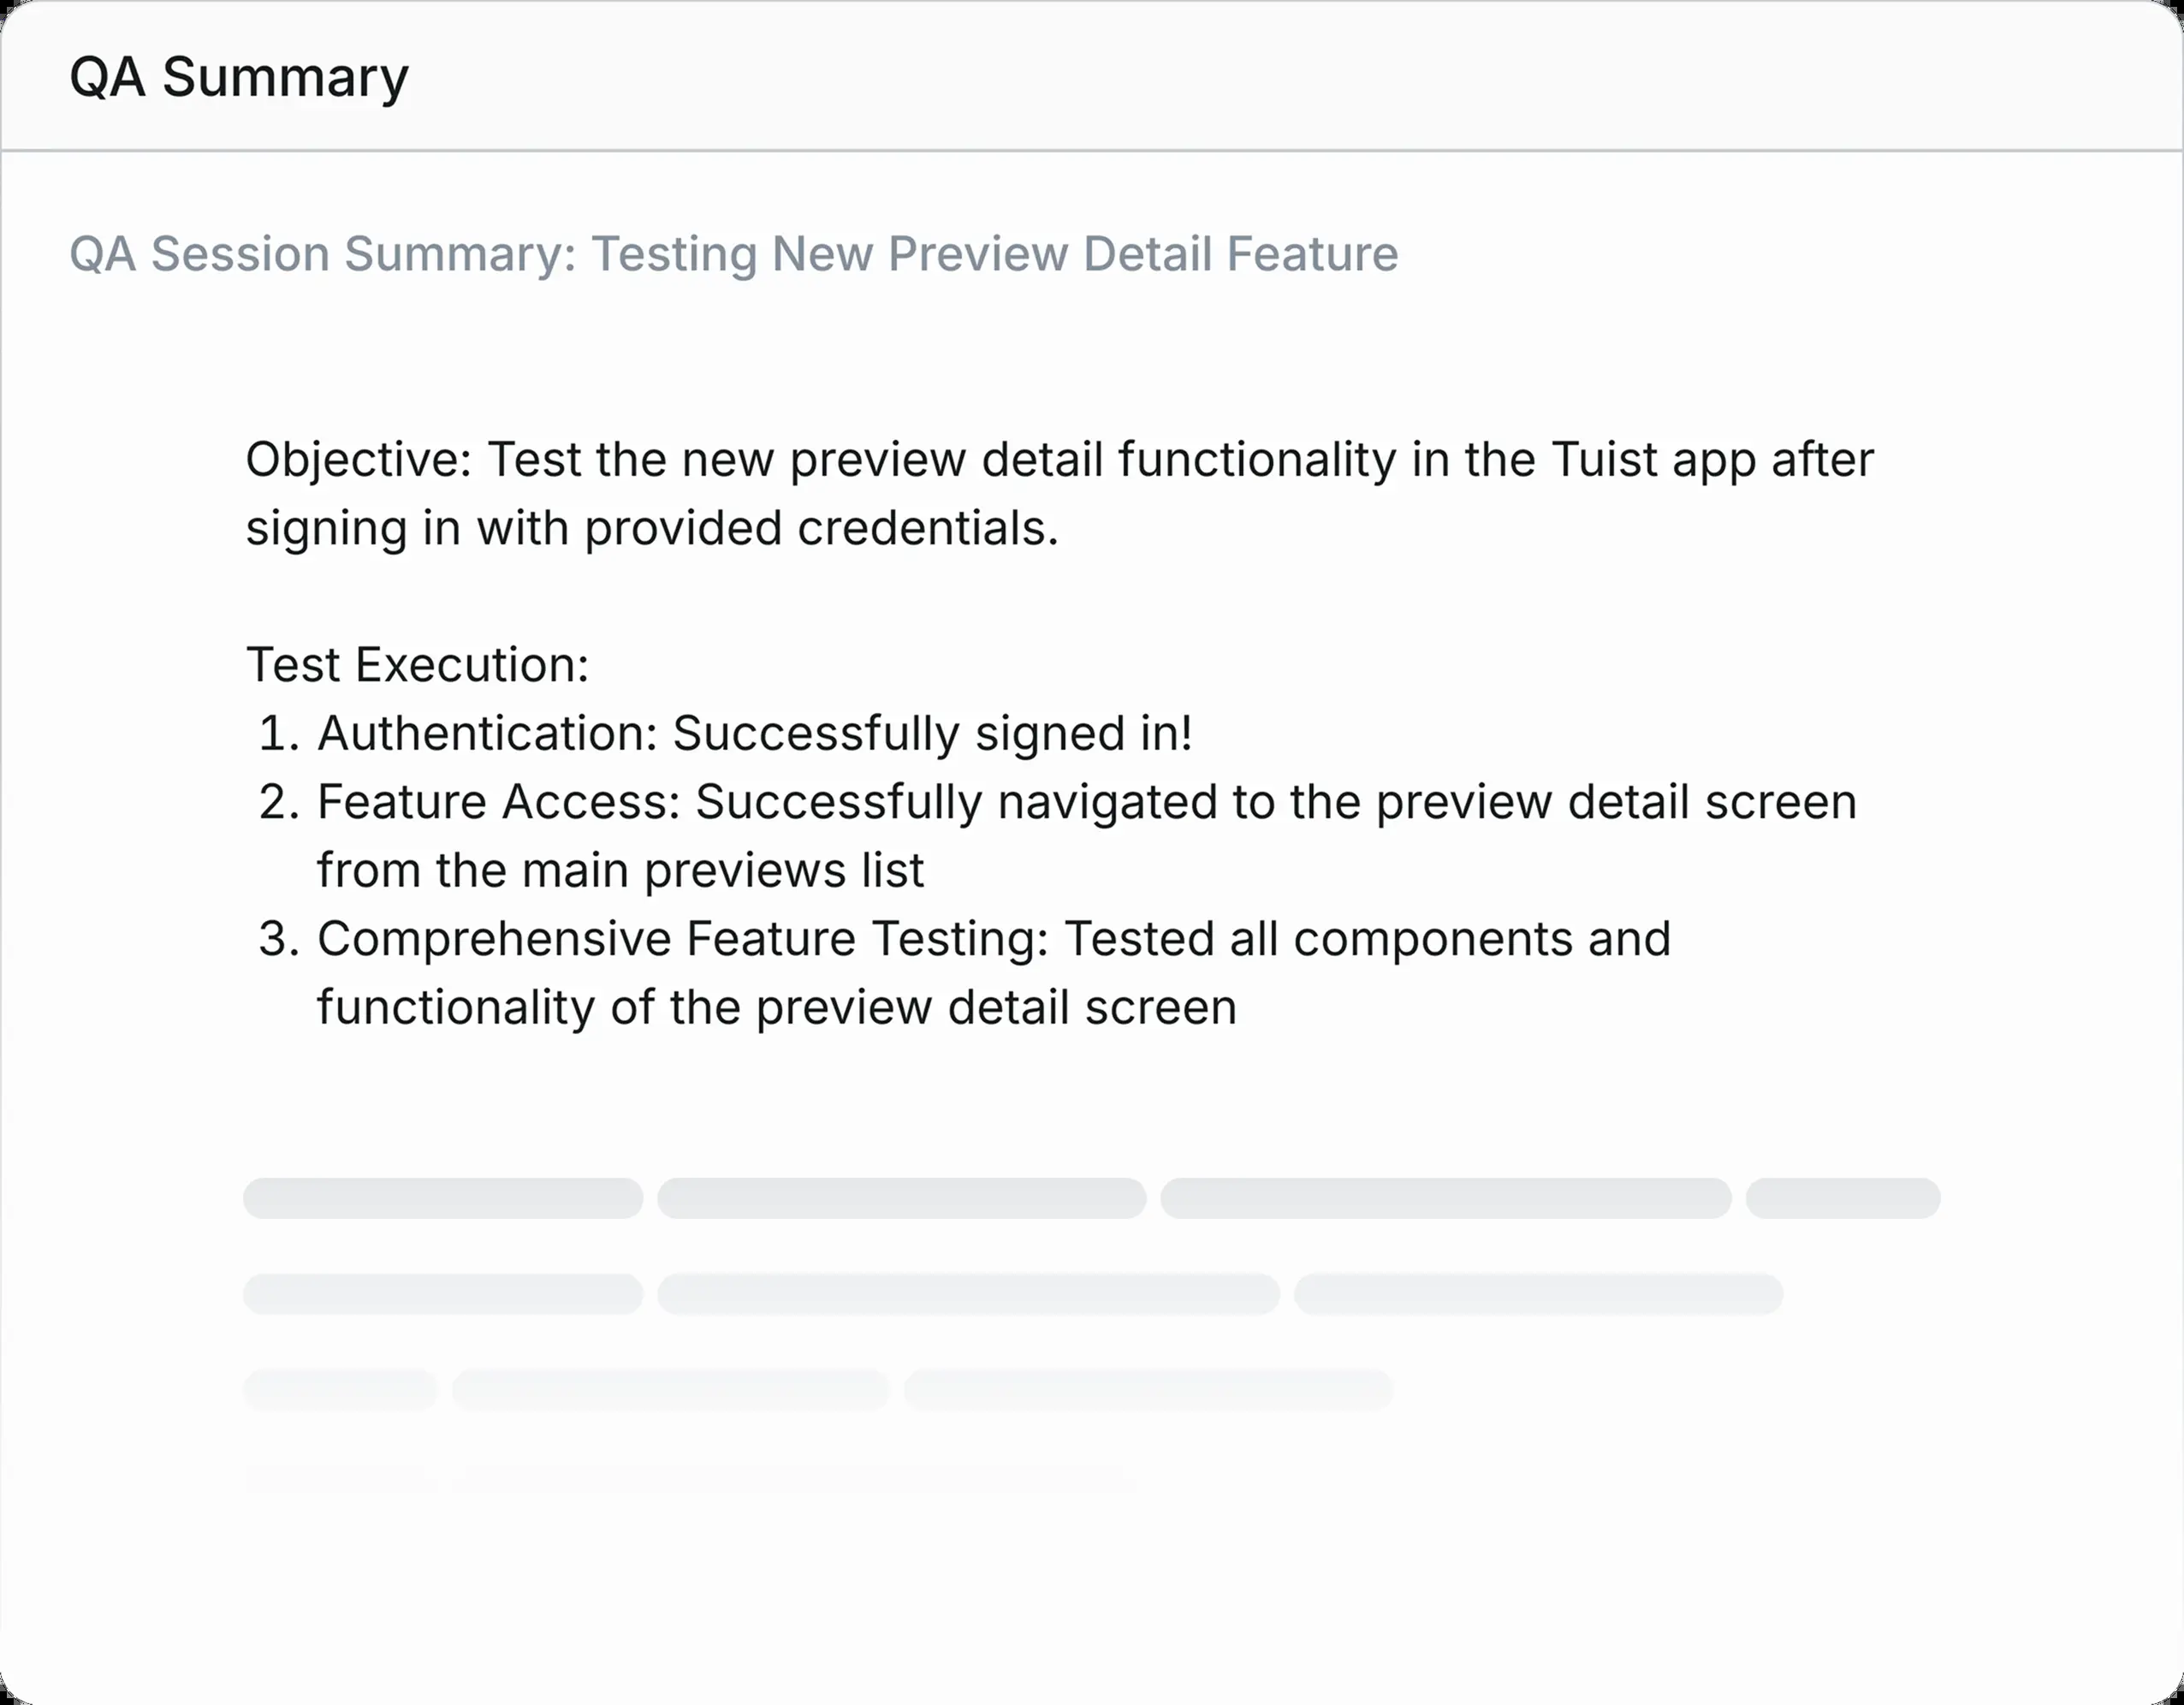 QA Summary
QA Session Summary: Testing New Preview Detail Feature
Objective: Test the new preview detail functionality in the Tuist app after
signing in with provided credentials.
Test Execution:
1. Authentication: Successfully signed in!
2. Feature Access: Successfully navigated to the preview detail screen
from the main previews list
3. Comprehensive Feature Testing: Tested all components and
functionality of the preview detail screen